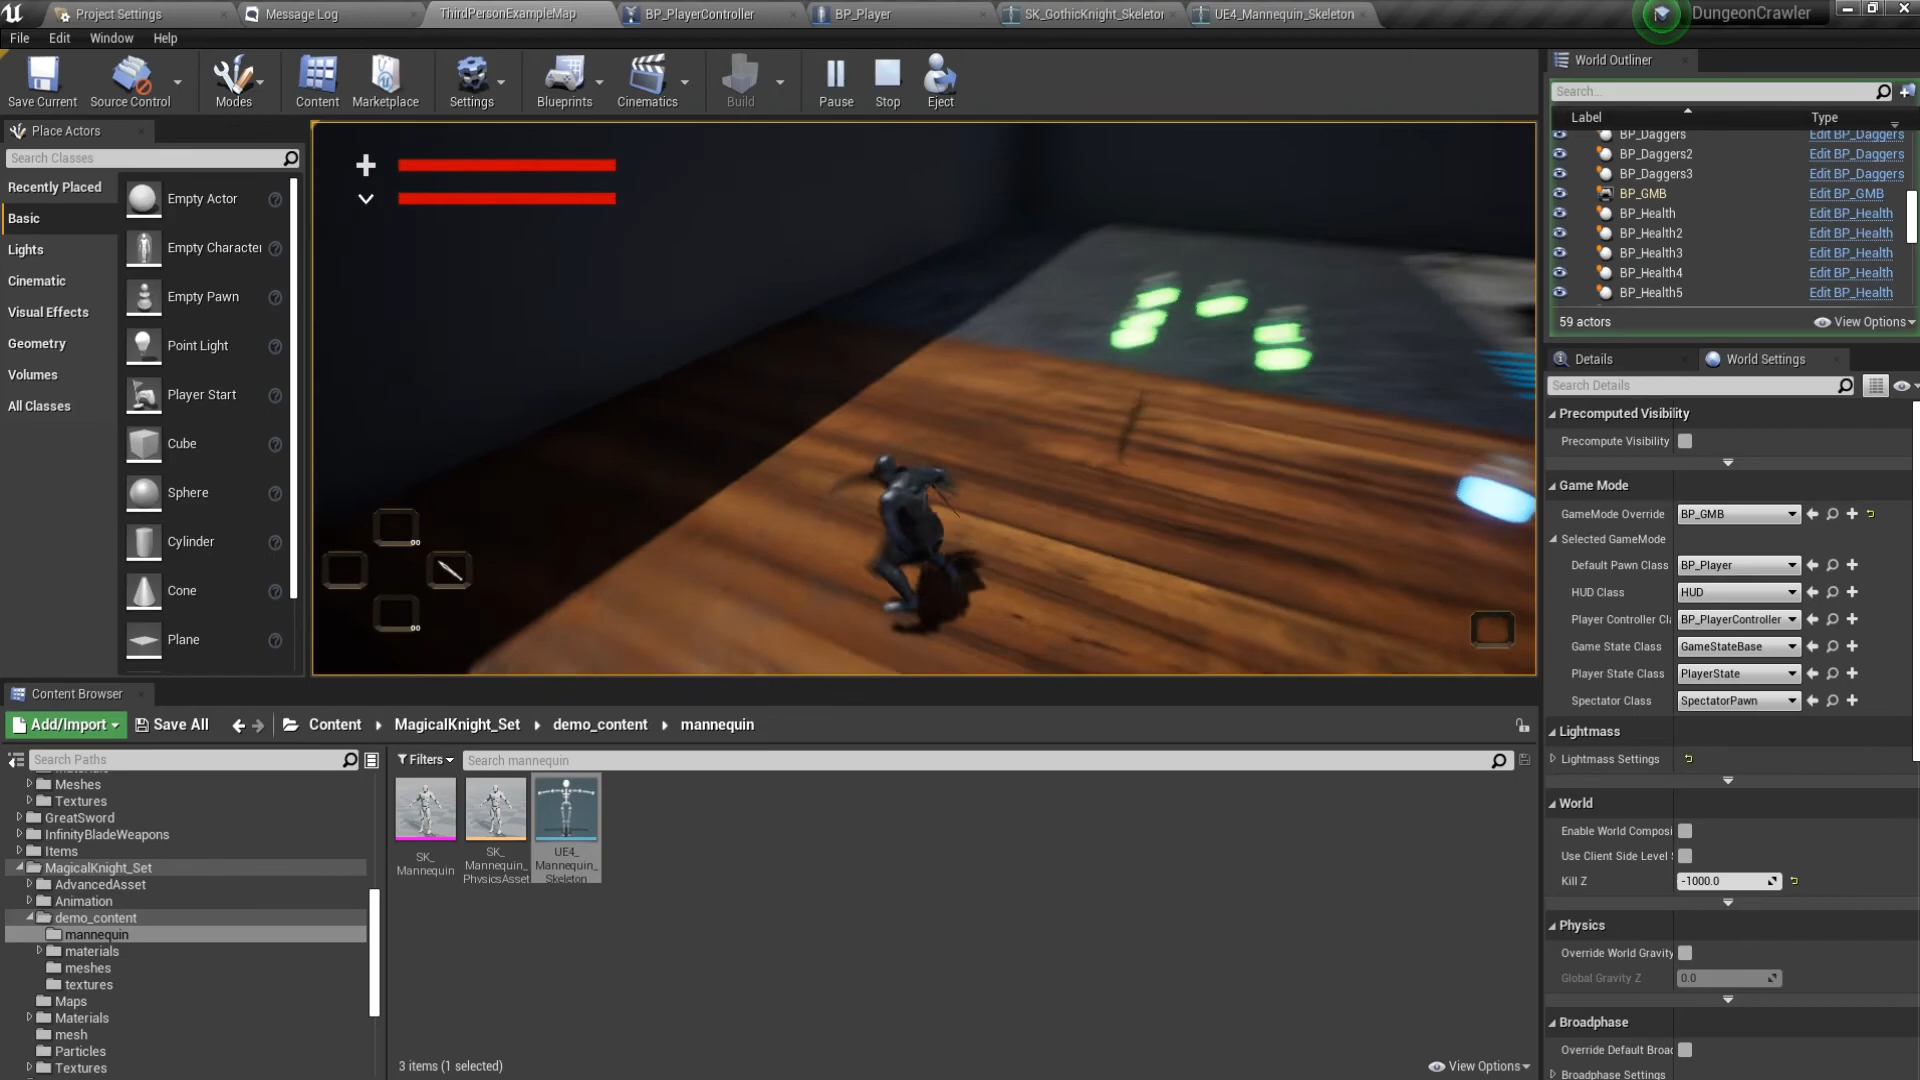 Project Settings
Message Log
ThirdPersonExampleMap
BP_PlayerController
BP_Player
SK_GothicKnight_Skeleton
UE4_Mannequin_Skeleton
DungeonCrawler
File Edit Window Help
Save Current
Source Control
Modes
Content
Marketplace
Settings
Blueprints
Cinematics
Build
Pause
Stop
Eject
Place Actors
Search Classes
Recently Placed
Basic
Lights
Cinematic
Visual Effects
Geometry
Volumes
All Classes
Empty Actor
Empty Character
Empty Pawn
Point Light
Player Start
Cube
Sphere
Cylinder
Cone
Plane
World Outliner
Search...
Label Type
BP_Daggers Edit BP_Daggers
BP_Daggers2 Edit BP_Daggers
BP_Daggers3 Edit BP_Daggers
BP_GMB Edit BP_GMB
BP_Health Edit BP_Health
BP_Health2 Edit BP_Health
BP_Health3 Edit BP_Health
BP_Health4 Edit BP_Health
BP_Health5 Edit BP_Health
59 actors View Options
Details World Settings
Search Details
Precomputed Visibility
Precompute Visibility
Game Mode
GameMode Override BP_GMB
Selected GameMode
Default Pawn Class BP_Player
HUD Class HUD
Player Controller Cl BP_PlayerController
Game State Class GameStateBase
Player State Class PlayerState
Spectator Class SpectatorPawn
Lightmass
Lightmass Settings
World
Enable World Composi
Use Client Side Level
Kill Z -1000.0
Physics
Override World Gravity
Global Gravity Z 0.0
Broadphase
Override Default Broad
Broadphase Settings
Content Browser
Add/Import Save All Content MagicalKnight_Set demo_content mannequin
Search Paths
Meshes
Textures
GreatSword
InfinityBladeWeapons
Items
MagicalKnight_Set
AdvancedAsset
Animation
demo_content
mannequin
materials
meshes
textures
Maps
Materials
mesh
Particles
Textures
Filters Search mannequin
SK_
Mannequin
SK_
Mannequin_
PhysicsAsset
UE4_
Mannequin_
Skeleton
3 items (1 selected) View Options